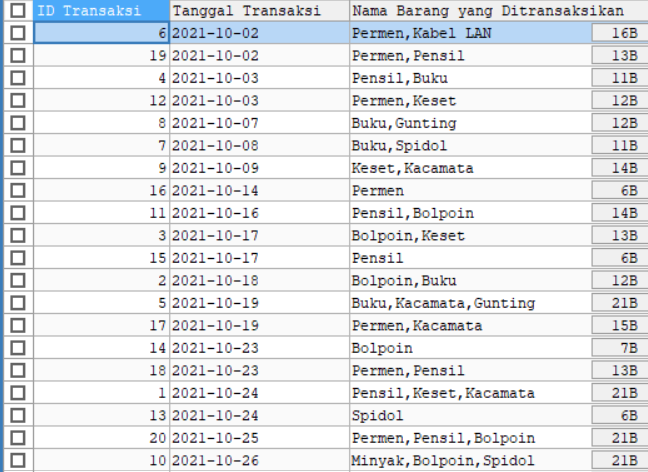 ID Transaksi Tanggal Transaksi Nama Barang yang Ditransaksikan
6 2021-10-02 Permen,Kabel LAN 16B
19 2021-10-02 Permen,Pensil 13B
4 2021-10-03 Pensil,Buku 11B
12 2021-10-03 Permen,Keset 12B
8 2021-10-07 Buku,Gunting 12B
7 2021-10-08 Buku,Spidol 11B
9 2021-10-09 Keset,Kacamata 14B
16 2021-10-14 Permen 6B
11 2021-10-16 Pensil,Bolpoin 14B
3 2021-10-17 Bolpoin,Keset 13B
15 2021-10-17 Pensil 6B
2 2021-10-18 Bolpoin,Buku 12B
5 2021-10-19 Buku,Kacamata,Gunting 21B
17 2021-10-19 Permen,Kacamata 15B
14 2021-10-23 Bolpoin 7B
18 2021-10-23 Permen,Pensil 13B
1 2021-10-24 Pensil,Keset,Kacamata 21B
13 2021-10-24 Spidol 6B
20 2021-10-25 Permen,Pensil,Bolpoin 21B
10 2021-10-26 Minyak,Bolpoin,Spidol 21B